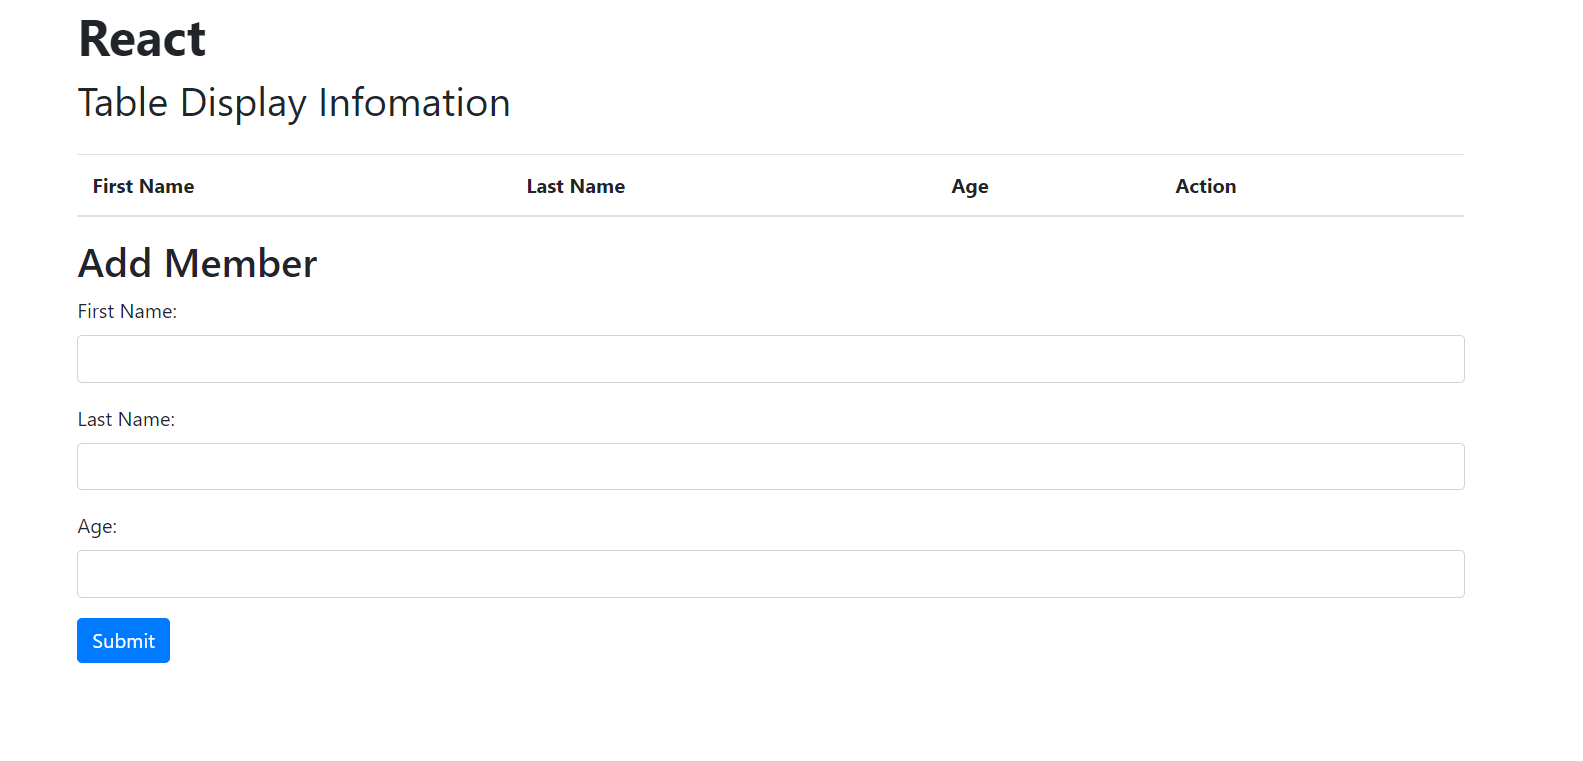 React
Table Display Infomation
First Name Last Name Age Action
Add Member
First Name:
Last Name:
Age:
Submit